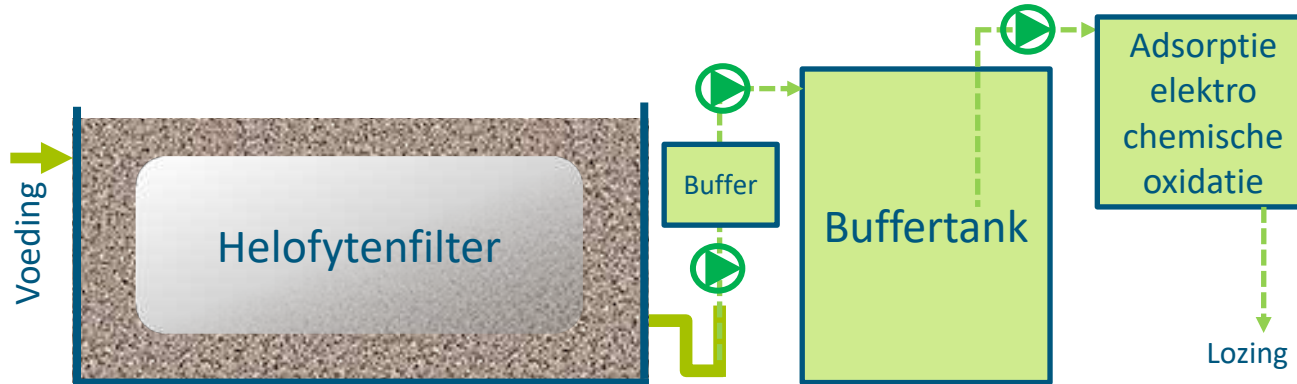 Voeding
Helofytenfilter
Buffer
Buffertank
Adsorptie
elektro
chemische
oxidatie
Lozing